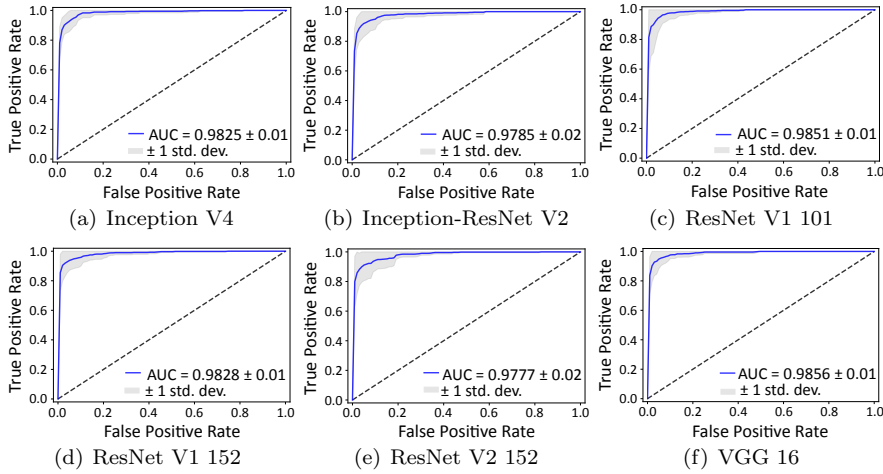 True Positive Rate
1.0
0.8
0.6
0.4
0.2
0.0
AUC = 0.9825 ± 0.01
± 1 std. dev.
0.0 0.2 0.4 0.6 0.8 1.0
False Positive Rate
(a) Inception V4
True Positive Rate
1.0
0.8
0.6
0.4
0.2
0.0
AUC = 0.9785 ± 0.02
± 1 std. dev.
0.0 0.2 0.4 0.6 0.8 1.0
False Positive Rate
(b) Inception-ResNet V2
True Positive Rate
1.0
0.8
0.6
0.4
0.2
0.0
AUC = 0.9851 ± 0.01
± 1 std. dev.
0.0 0.2 0.4 0.6 0.8 1.0
False Positive Rate
(c) ResNet V1 101
True Positive Rate
1.0
0.8
0.6
0.4
0.2
0.0
AUC = 0.9828 ± 0.01
± 1 std. dev.
0.0 0.2 0.4 0.6 0.8 1.0
False Positive Rate
(d) ResNet V1 152
True Positive Rate
1.0
0.8
0.6
0.4
0.2
0.0
AUC = 0.9777 ± 0.02
± 1 std. dev.
0.0 0.2 0.4 0.6 0.8 1.0
False Positive Rate
(e) ResNet V2 152
True Positive Rate
1.0
0.8
0.6
0.4
0.2
0.0
AUC = 0.9856 ± 0.01
± 1 std. dev.
0.0 0.2 0.4 0.6 0.8 1.0
False Positive Rate
(f) VGG 16